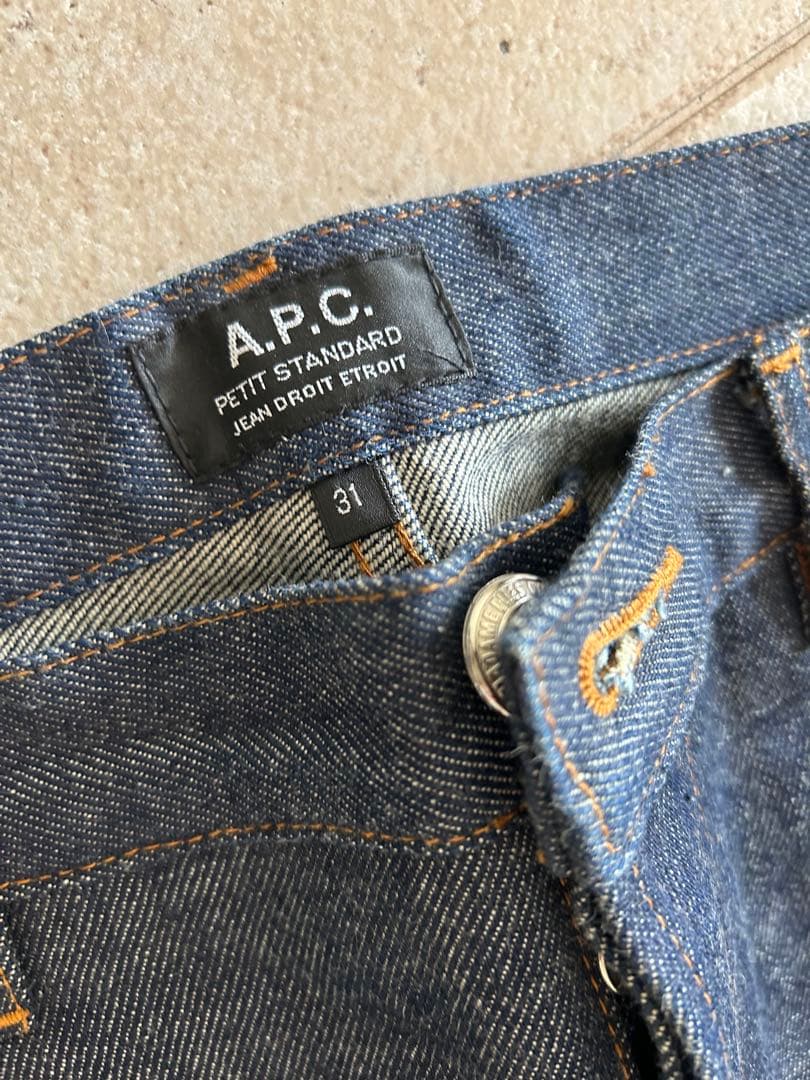 A.P.C.
PETIT STANDARD
JEAN DROIT ETROIT
31